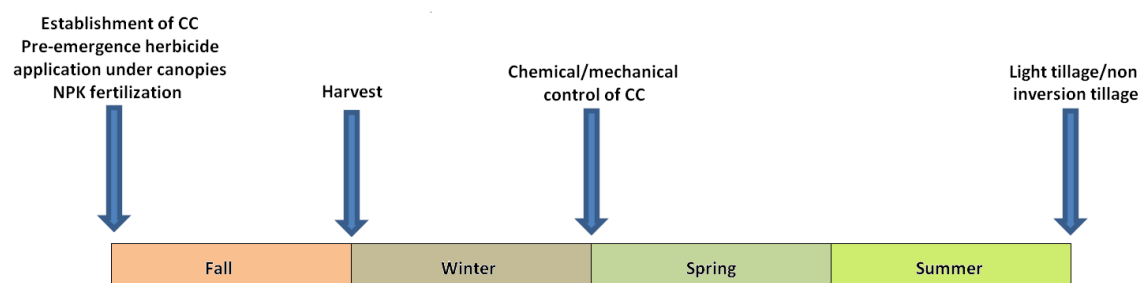 Establishment of CC
Pre-emergence herbicide
application under canopies
NPK fertilization
Harvest
Chemical/mechanical
control of CC
Light tillage/non
inversion tillage
Fall
Winter
Spring
Summer